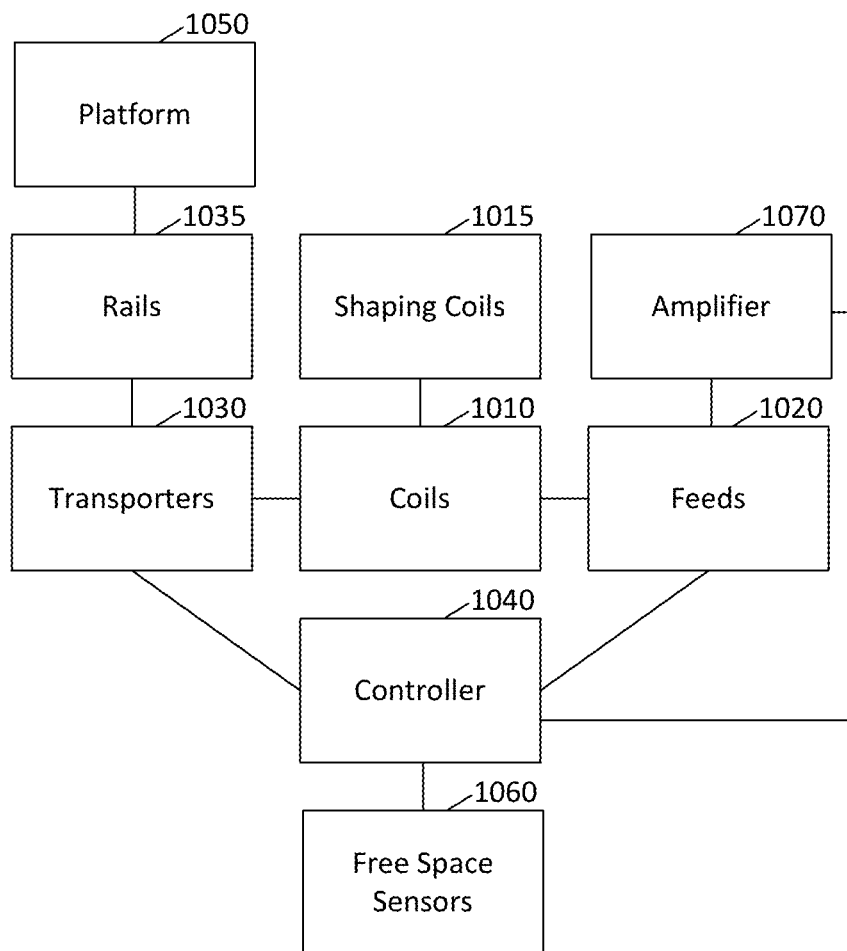 1050
Platform
1035
1015
1070
Rails
Shaping Coils
Amplifier
1030
1010
1020
Transporters
Coils
Feeds
1040
Controller
1060
Free Space
Sensors